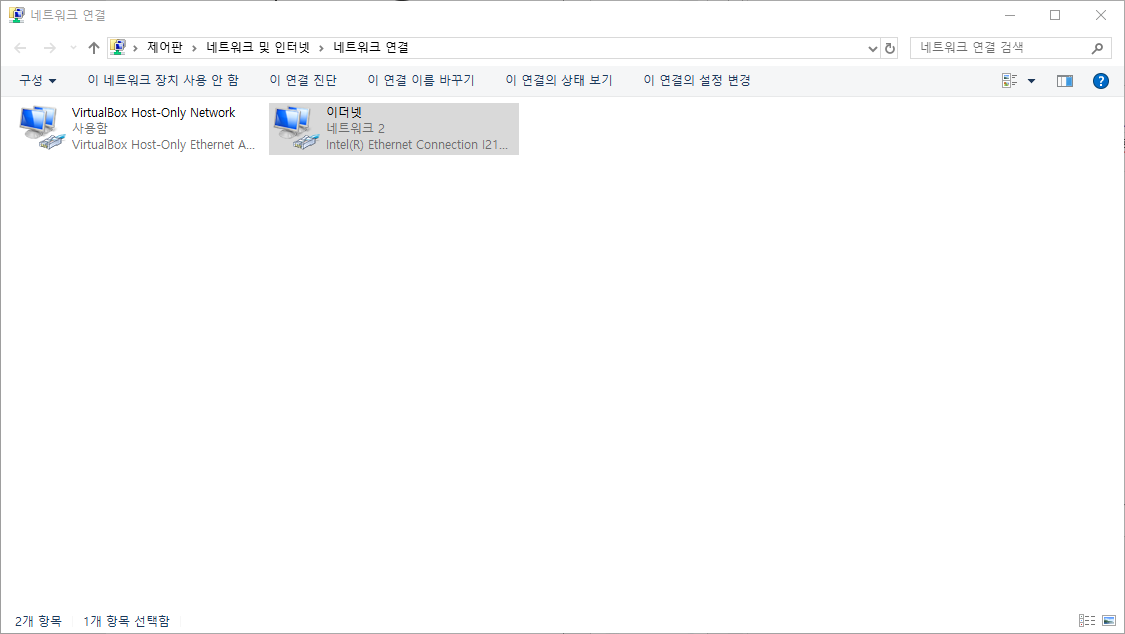 네트워크 연결
제어판 › 네트워크 및 인터넷 › 네트워크 연결
네트워크 연결 검색
구성 이 네트워크 장치 사용 안 함 이 연결 진단 이 연결 이름 바꾸기 이 연결의 상태 보기 이 연결의 설정 변경
VirtualBox Host-Only Network
사용함
VirtualBox Host-Only Ethernet A...
이더넷
네트워크 2
Intel(R) Ethernet Connection I21...
2개 항목 1개 항목 선택함